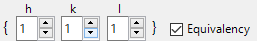 h k l
{ 1 1 1 } Equivalency